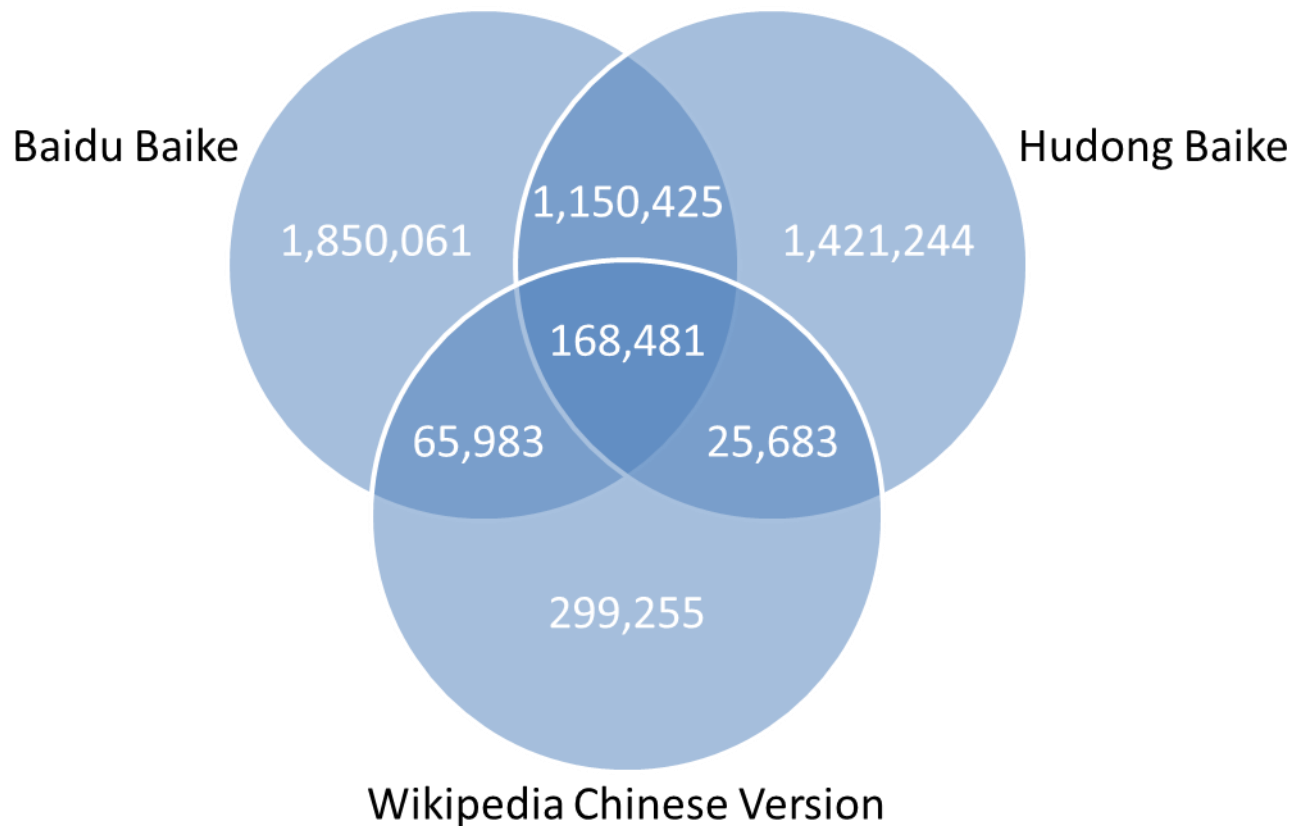 Baidu Baike
Hudong Baike
1,150,425
1,850,061
1,421,244
168,481
65,983
25,683
299,255
Wikipedia Chinese Version